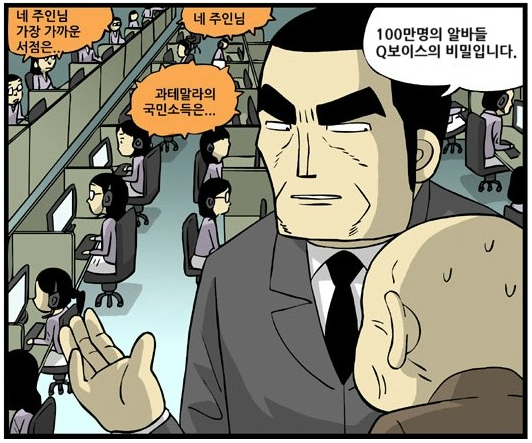 네 주인님
가장 가까운
서점은...
네 주인님
과테말라의
국민소득은...
100만명의 알바들
Q보이스의 비밀입니다.